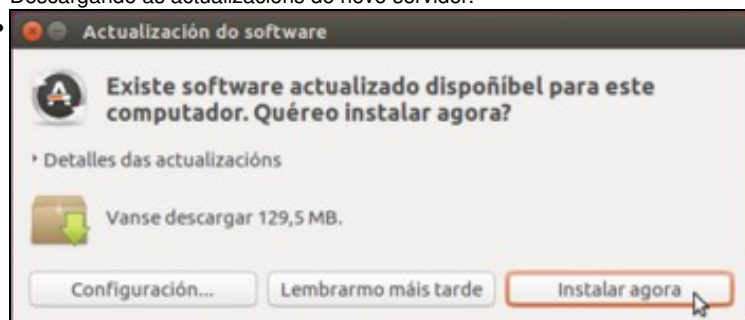 Descargando as actualizacións do novo servidor.
Actualización do software
Existe software actualizado dispoñíbel para este
computador. Quéreo instalar agora?
Detalles das actualizacións
Vanse descargar 129,5 MB.
Configuración... Lembrarmo máis tarde Instalar agora